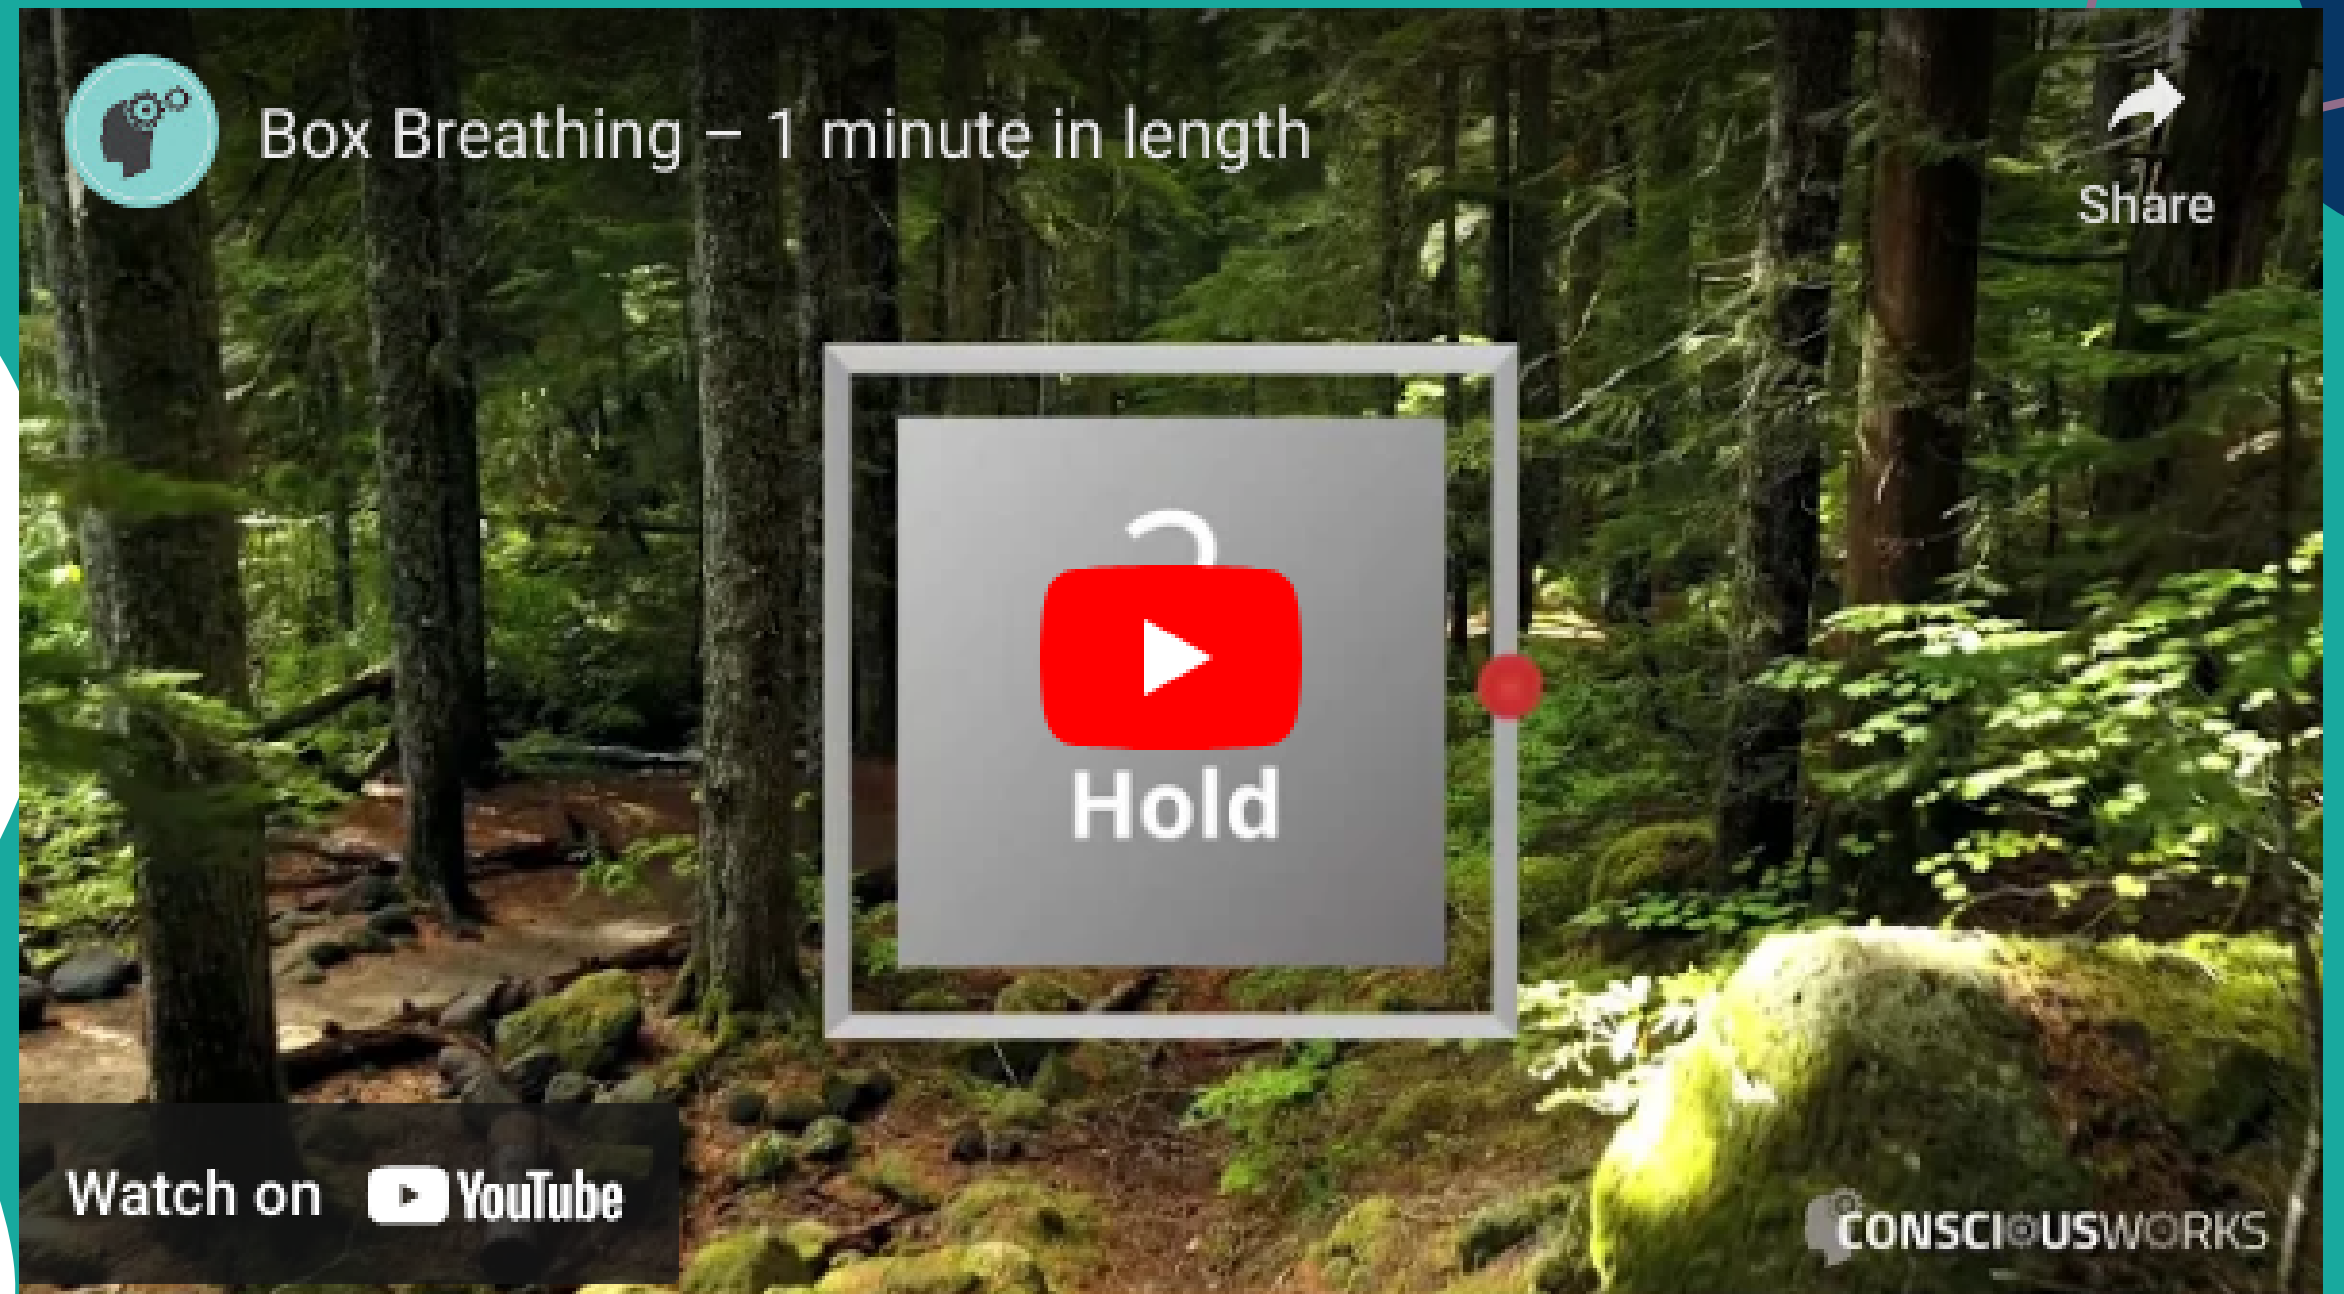 Box Breathing – 1 minute in length
Share
Hold
Watch on YouTube
CONSCIOUSWORKS